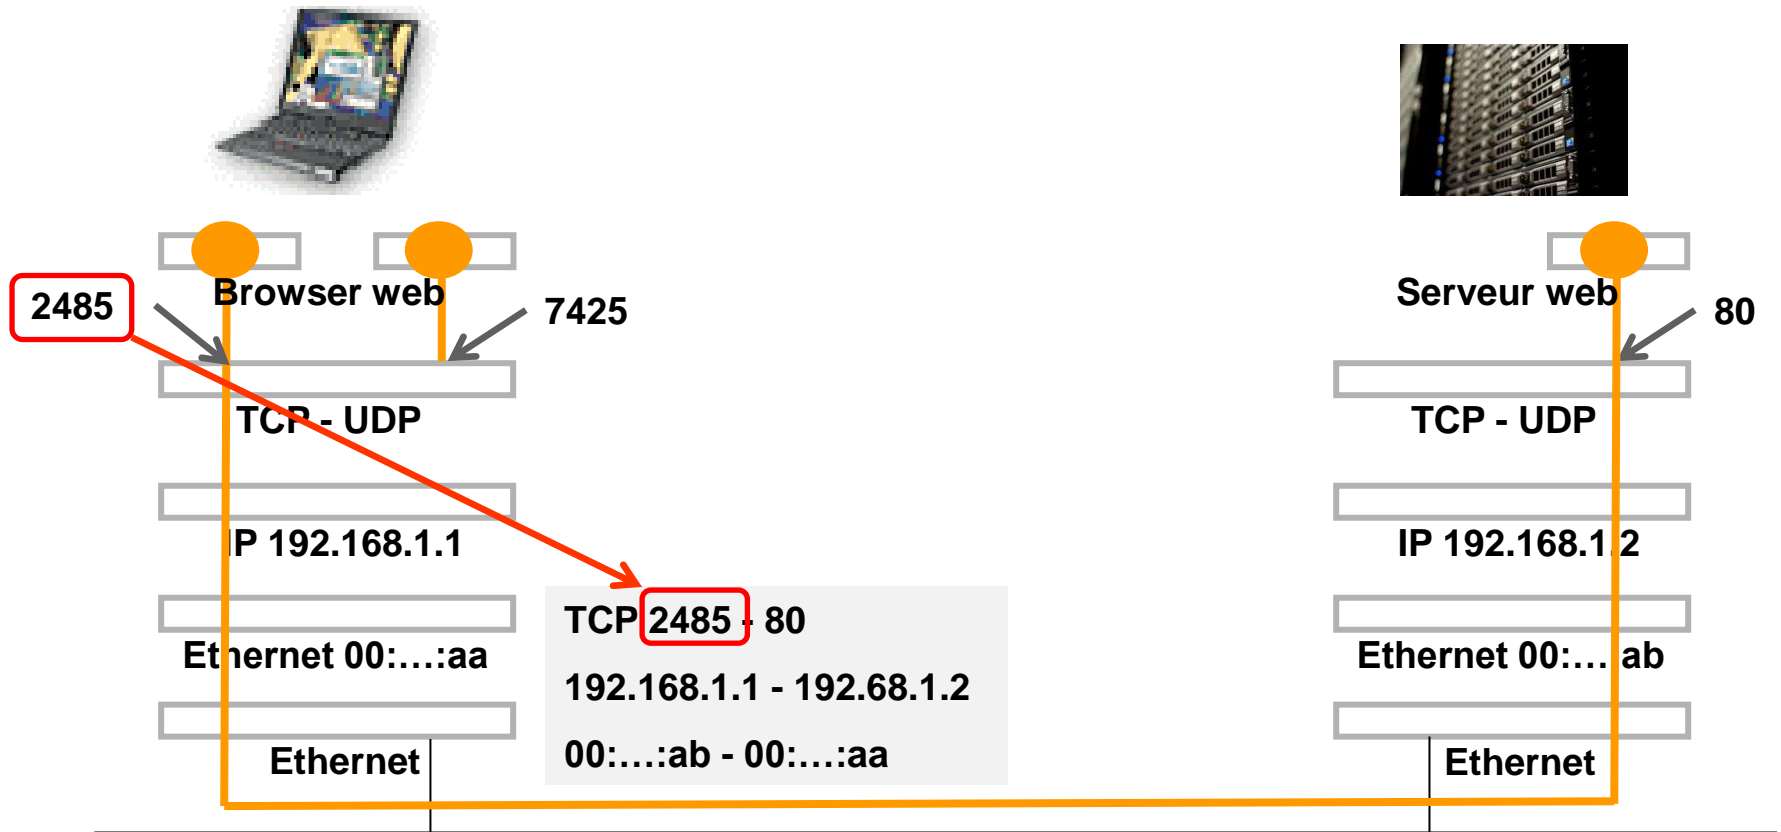 2485
Browser web
7425
TCP - UDP
IP 192.168.1.1
Ethernet 00:…:aa
Ethernet
TCP 2485 - 80
192.168.1.1 - 192.68.1.2
00:…:ab - 00:…:aa
Serveur web
80
TCP - UDP
IP 192.168.1.2
Ethernet 00:…:ab
Ethernet